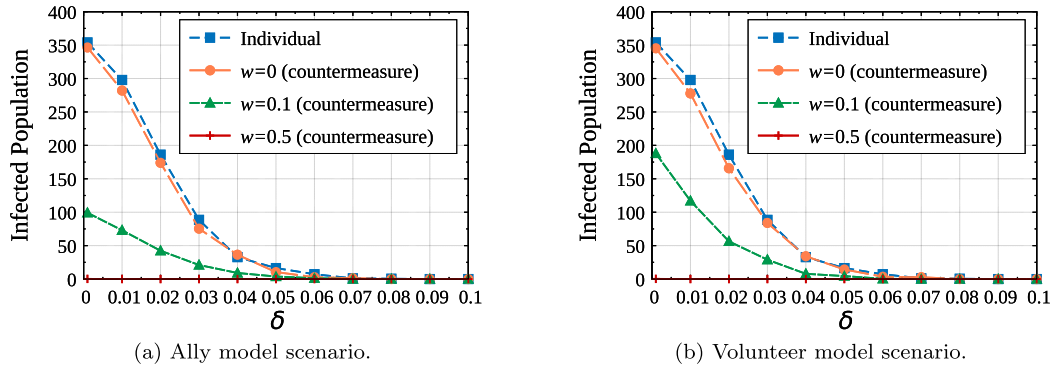 400
350
300
250
200
150
100
50
0
Infected Population
Individual
w=0 (countermeasure)
w=0.1 (countermeasure)
w=0.5 (countermeasure)
0 0.01 0.02 0.03 0.04 0.05 0.06 0.07 0.08 0.09 0.1
δ
(a) Ally model scenario.
400
350
300
250
200
150
100
50
0
Infected Population
Individual
w=0 (countermeasure)
w=0.1 (countermeasure)
w=0.5 (countermeasure)
0 0.01 0.02 0.03 0.04 0.05 0.06 0.07 0.08 0.09 0.1
δ
(b) Volunteer model scenario.